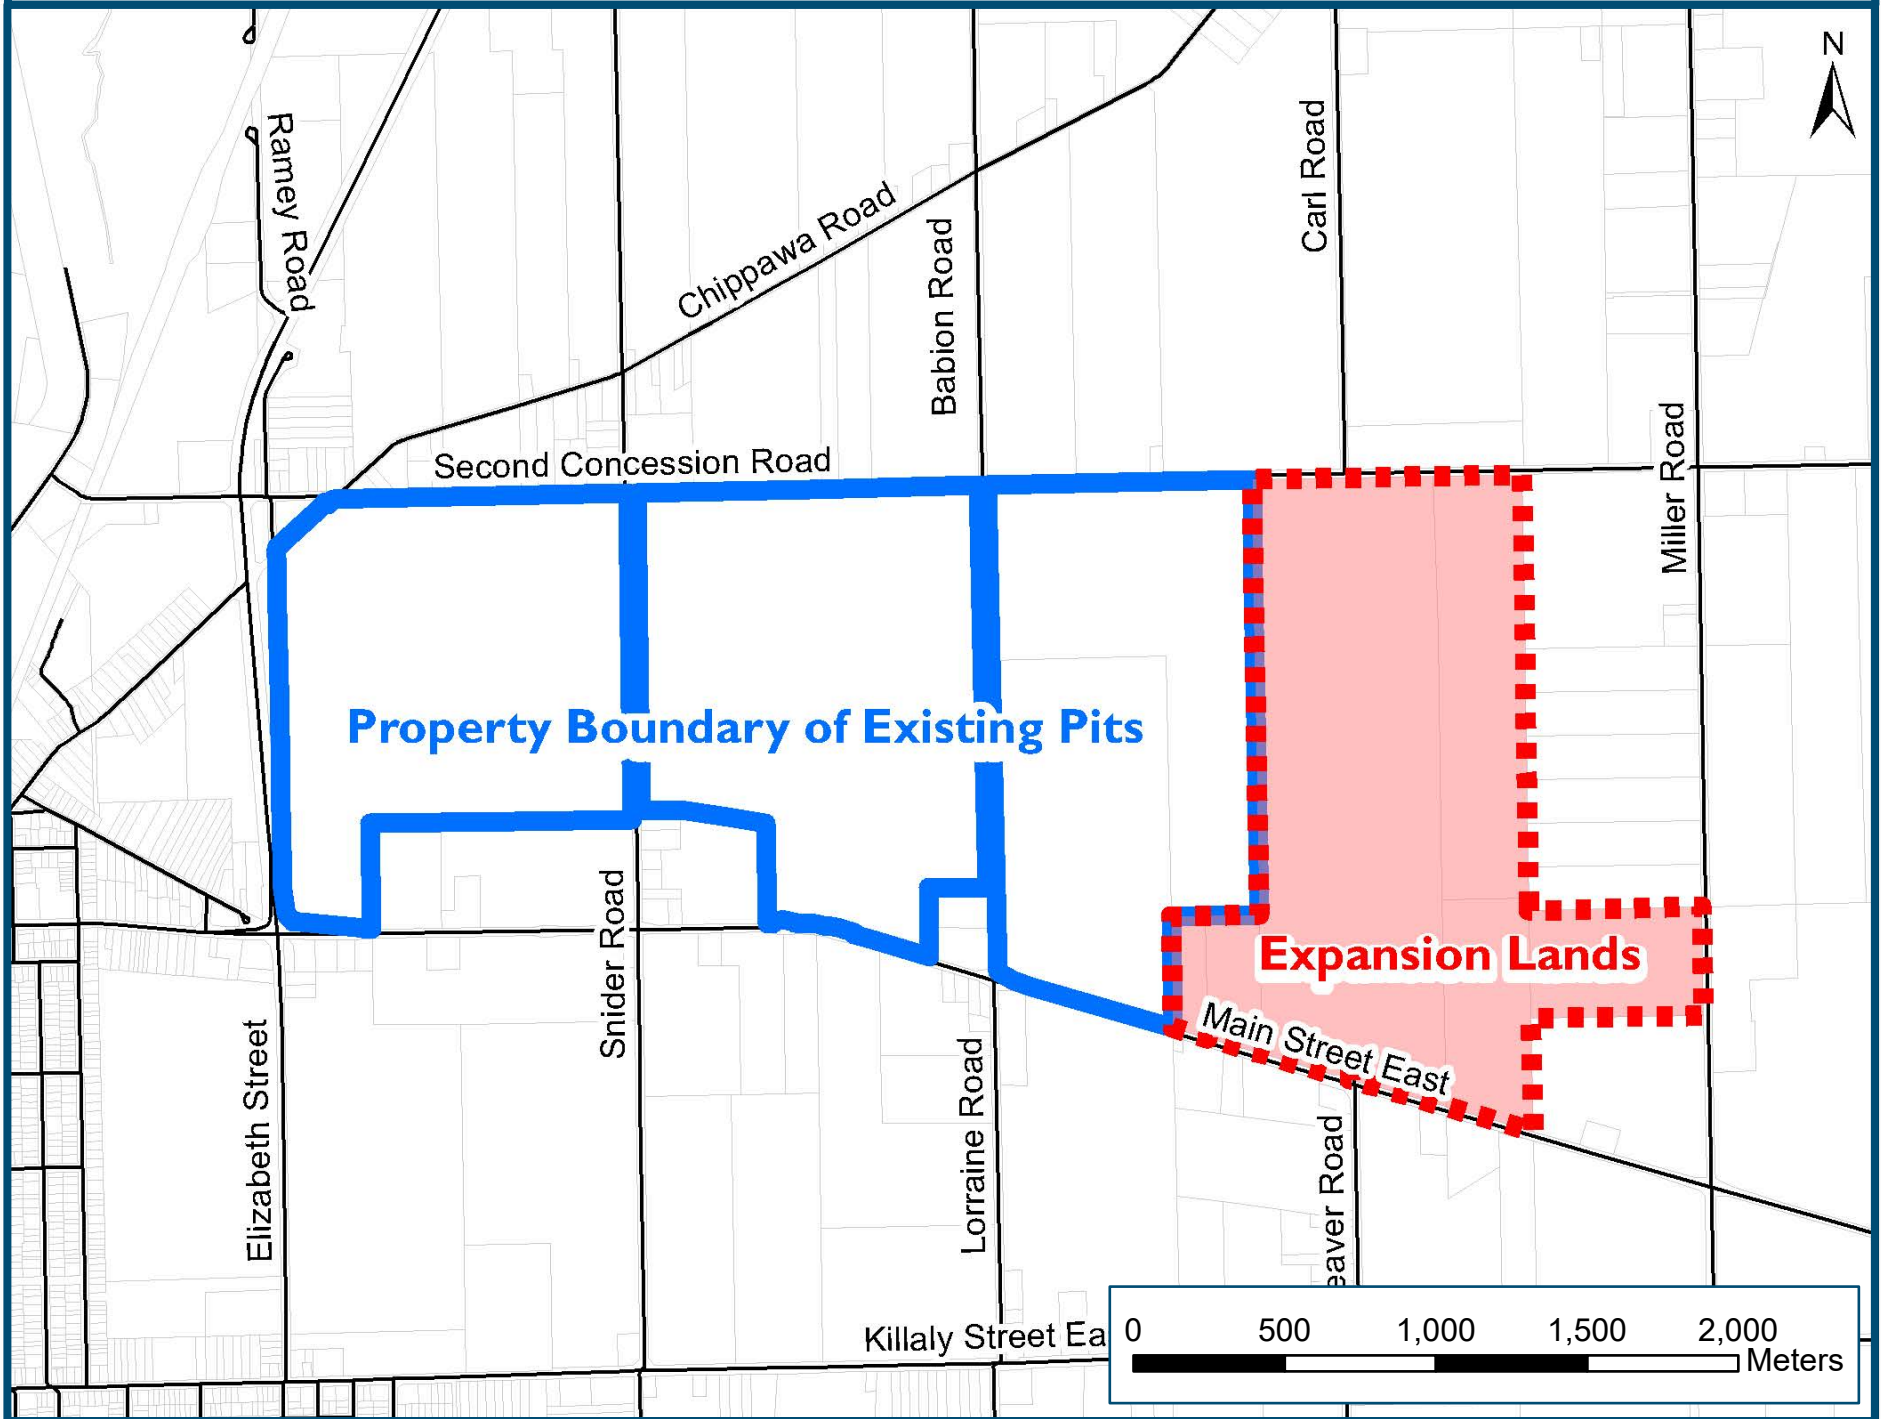 N
Ramey Road
Carl Road
Chippawa Road
Babion Road
Second Concession Road
Miller Road
Property Boundary of Existing Pits
Snider Road
Expansion Lands
Main Street East
Elizabeth Street
Lorraine Road
eaver Road
Killaly Street Ea
0 500 1,000 1,500 2,000
Meters